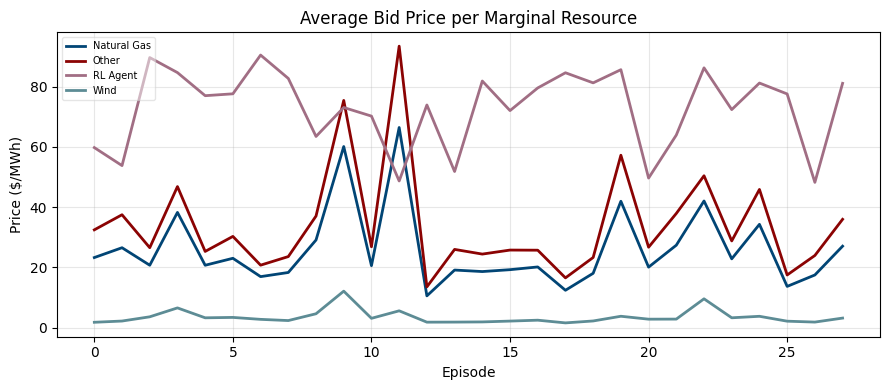 Average Bid Price per Marginal Resource
Natural Gas
Other
RL Agent
Wind
Price ($/MWh)
80
60
40
20
0
0 5 10 15 20 25
Episode